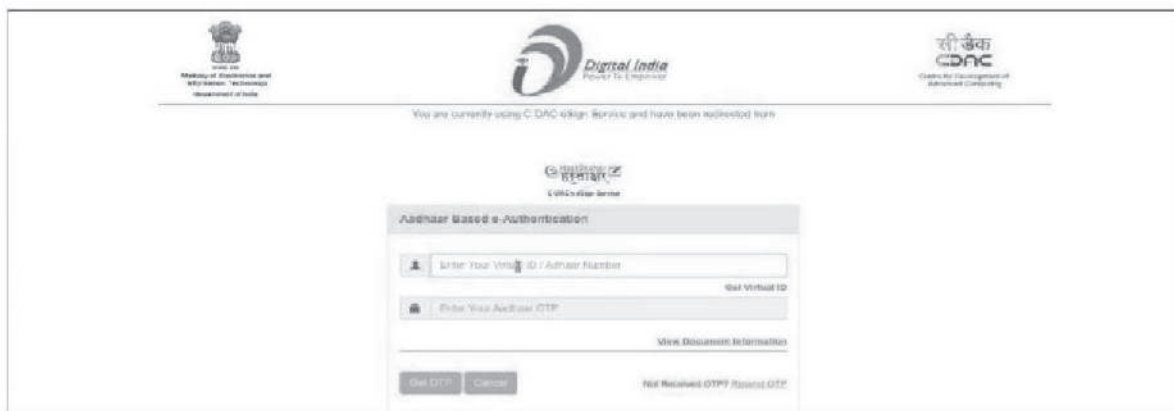 Ministry of Electronics and
Information Technology
Government of India
Digital India
Power To Empower
सी डैक
CDAC
Centre for Development of
Advanced Computing
You are currently using C-DAC eSign Service and have been redirected from
हस्ताक्षर
C-DAC's eSign Service
Aadhaar Based e-Authentication
Enter Your Virtual ID / Adhaar Number
Get Virtual ID
Enter Your Aadhaar OTP
View Document Information
Get OTP
Cancel
Not Received OTP? Resend OTP